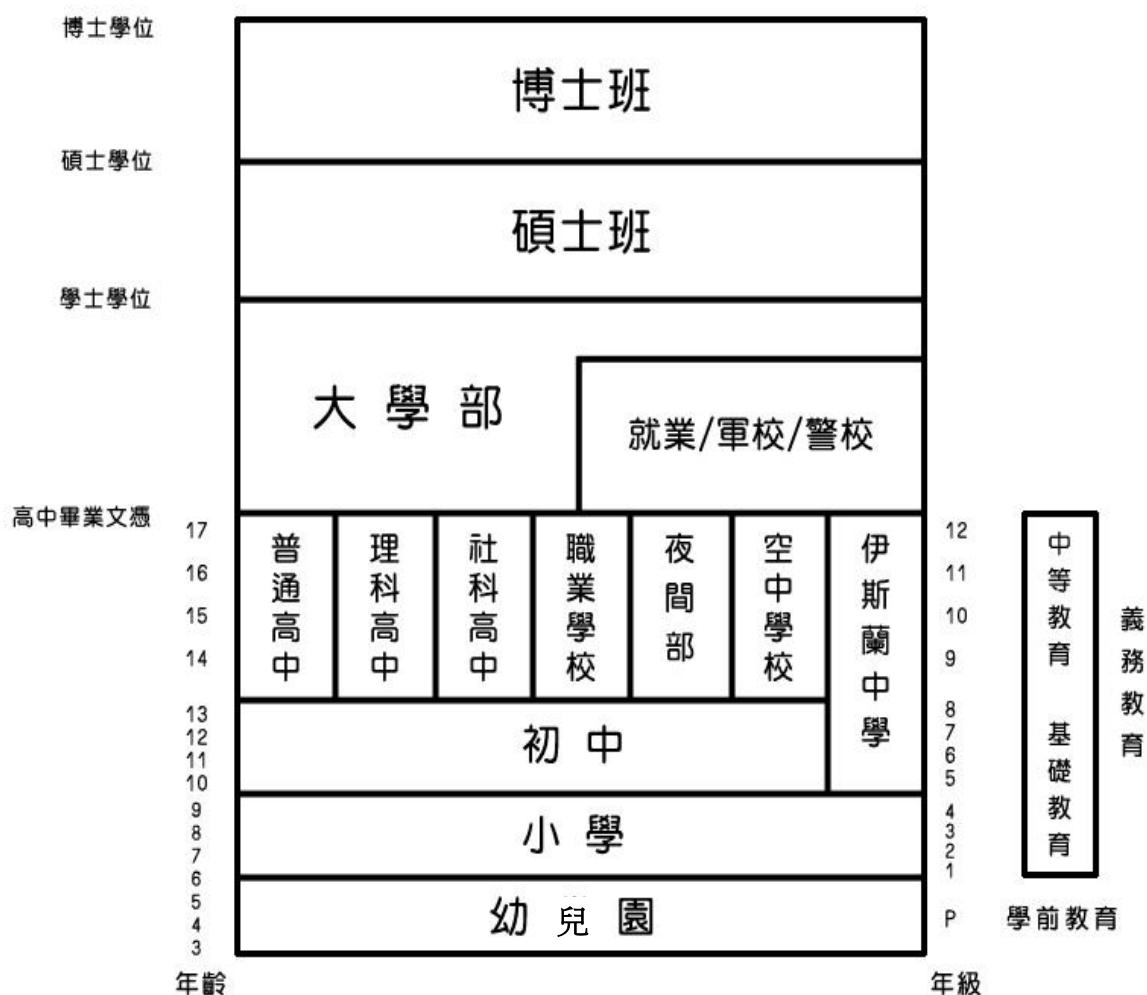 博士學位
博士班
碩士學位
碩士班
學士學位
大學部
就業/軍校/警校
高中畢業文憑
17
16
15
14
13
12
11
10
9
8
7
6
5
4
3
年齡
普通高中
理科高中
社科高中
職業學校
夜間部
空中學校
伊斯蘭中學
初中
小學
幼兒園
12
11
10
9
8
7
6
5
4
3
2
1
P
年級
中等教育 基礎教育
義務教育
學前教育